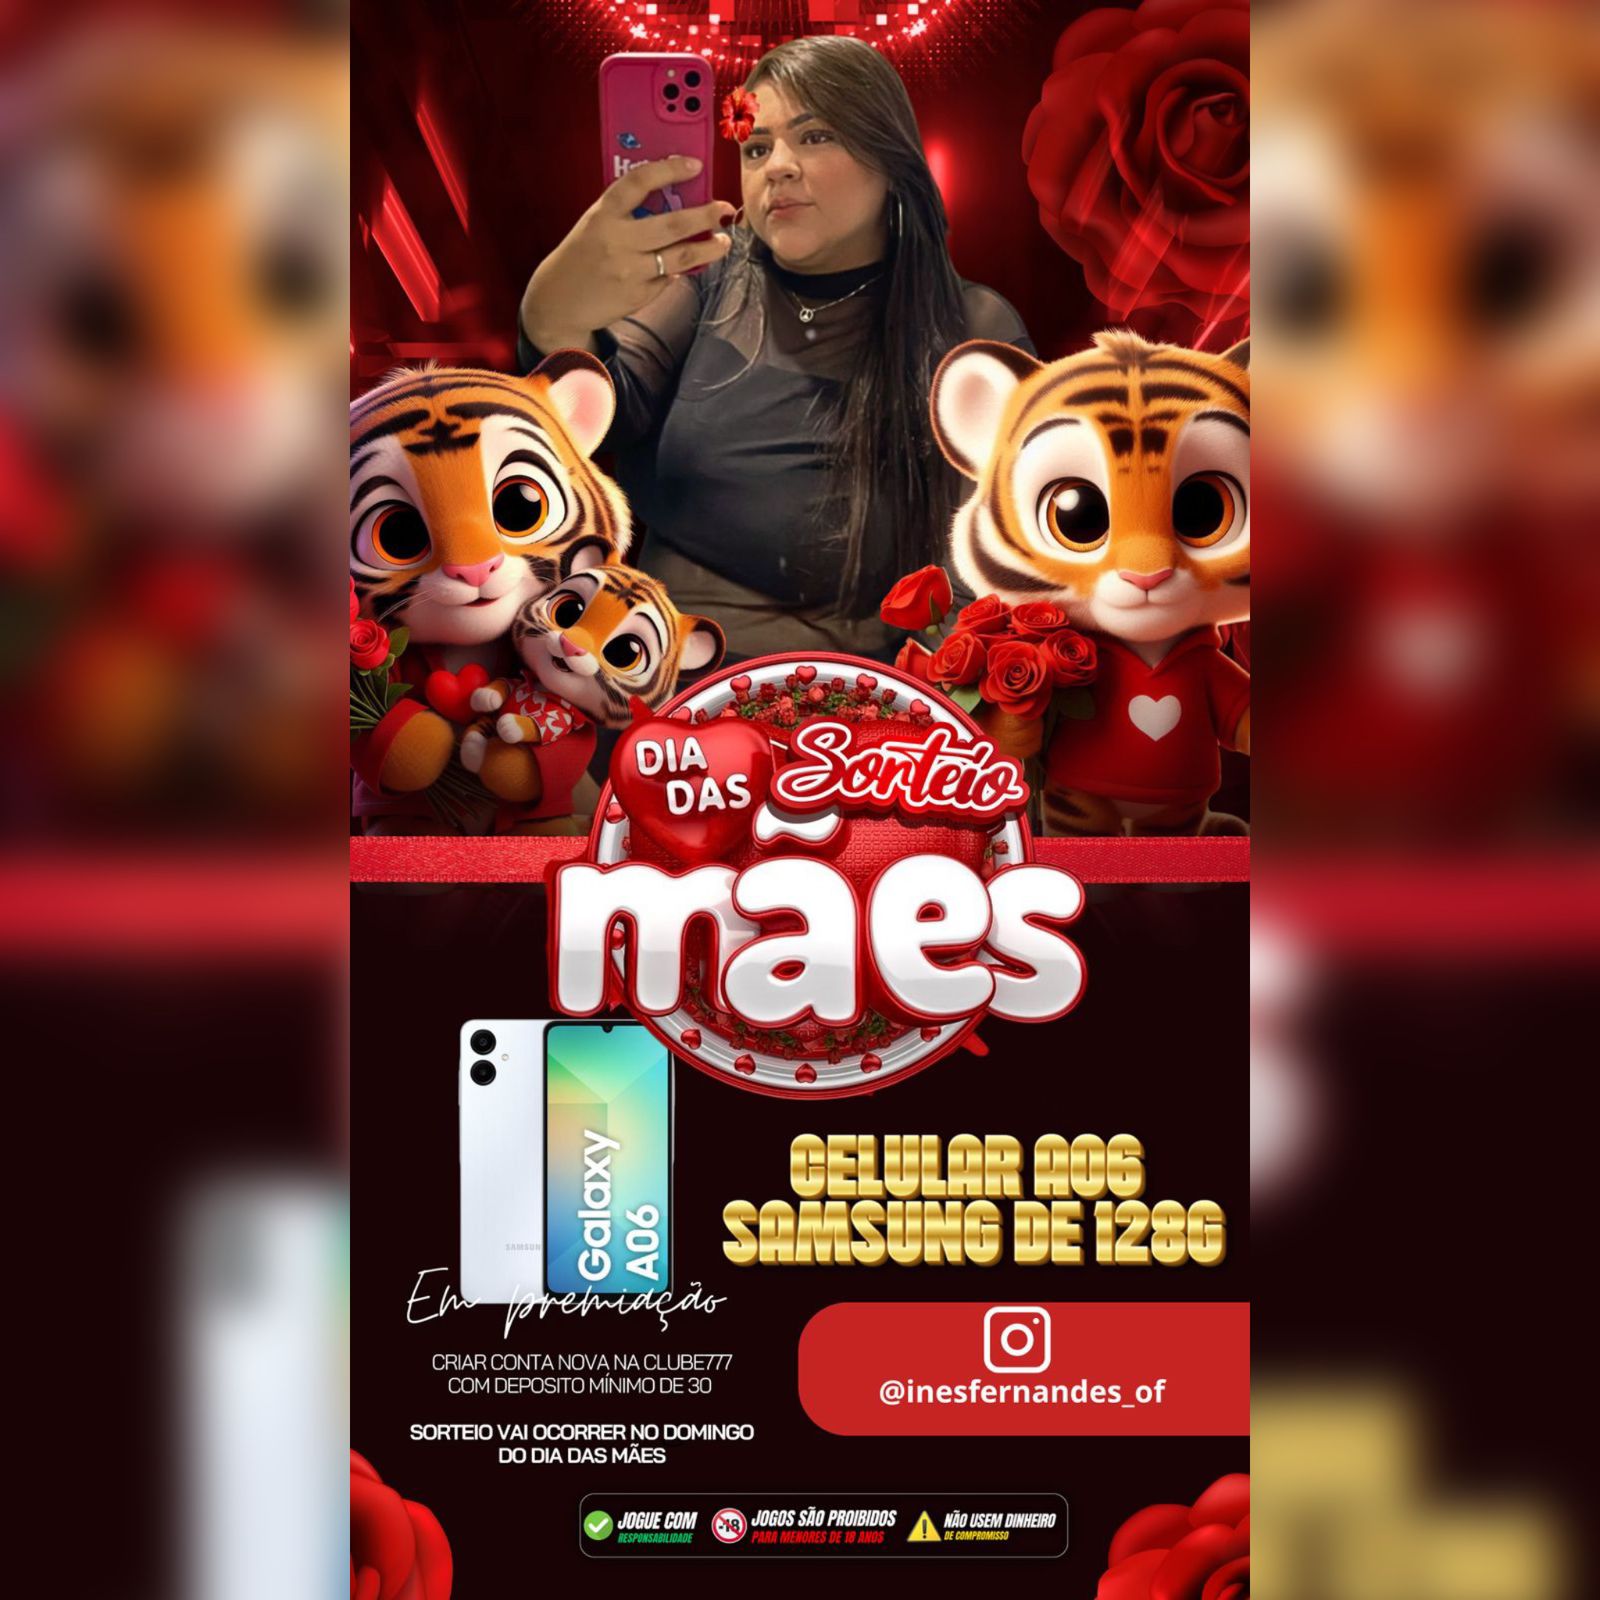 DIA
DAS
Sorteio
mães
Galaxy
A06
SAMSUNG
CELULAR A06
SAMSUNG DE 128G
Em premiação
CRIAR CONTA NOVA NA CLUBE777
COM DEPOSITO MÍNIMO DE 30
@inesfernandes_of
SORTEIO VAI OCORRER NO DOMINGO
DO DIA DAS MÃES
JOGUE COM
RESPONSABILIDADE
-18
JOGOS SÃO PROIBIDOS
PARA MENORES DE 18 ANOS
NÃO USEM DINHEIRO
DE COMPROMISSO